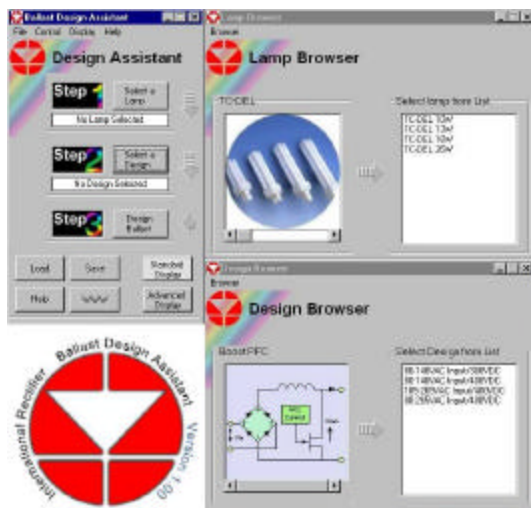 Ballast Design Assistant
File Control Display Help
Design Assistant
Step 1
Select a
Lamp
No Lamp Selected
Step 2
Select a
Design
No Design Selected
Step 3
Design
Ballast
Load
Save
Standard
Display
Help
WWW
Advanced
Display
Lamp Browser
Browser
Lamp Browser
TC-DEL
Select lamp from List
TC-DEL 10W
TC-DEL 13W
TC-DEL 18W
TC-DEL 26W
Design Browser
Browser
Design Browser
Boost PFC
Select Design from List
International Rectifier Ballast Design Assistant Version 1.00